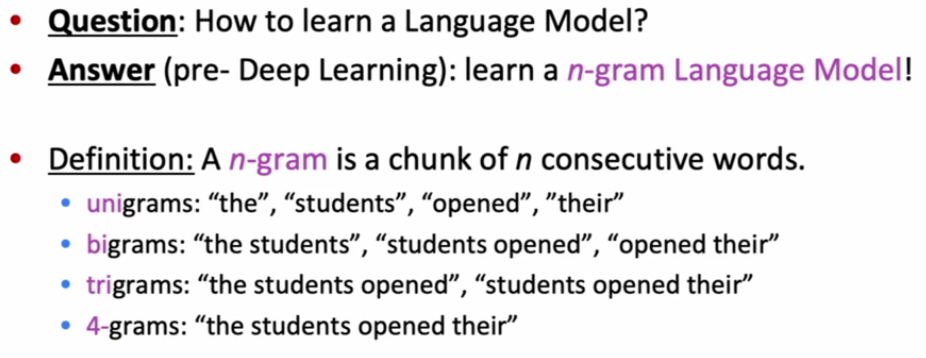 • Question: How to learn a Language Model?
• Answer (pre- Deep Learning): learn a n-gram Language Model!
• Definition: A n-gram is a chunk of n consecutive words.
• unigrams: “the”, “students”, “opened”, ”their”
• bigrams: “the students”, “students opened”, “opened their”
• trigrams: “the students opened”, “students opened their”
• 4-grams: “the students opened their”